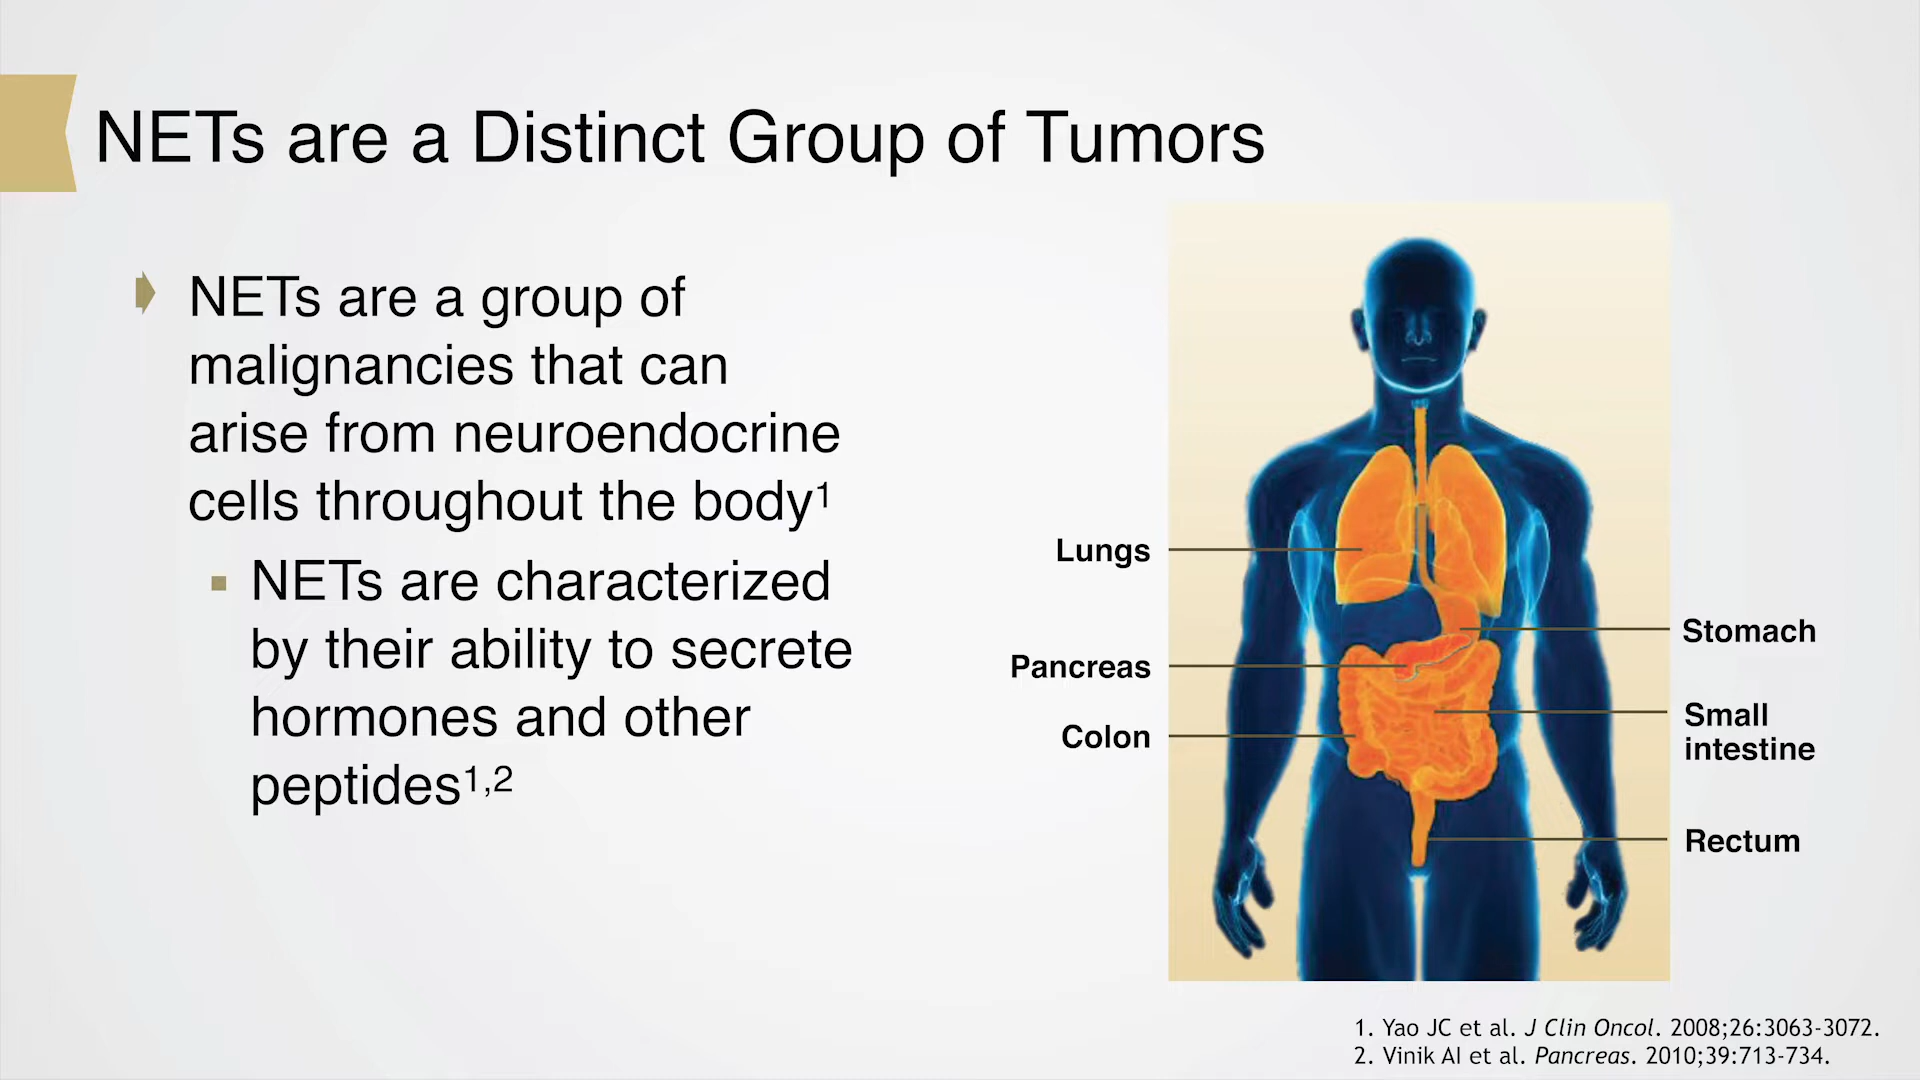 NETs are a Distinct Group of Tumors
NETs are a group of
malignancies that can
arise from neuroendocrine
cells throughout the body1
NETs are characterized
by their ability to secrete
hormones and other
peptides1,2
Lungs
Pancreas
Colon
Stomach
Small
intestine
Rectum
1. Yao JC et al. J Clin Oncol. 2008;26:3063-3072.
2. Vinik AI et al. Pancreas. 2010;39:713-734.